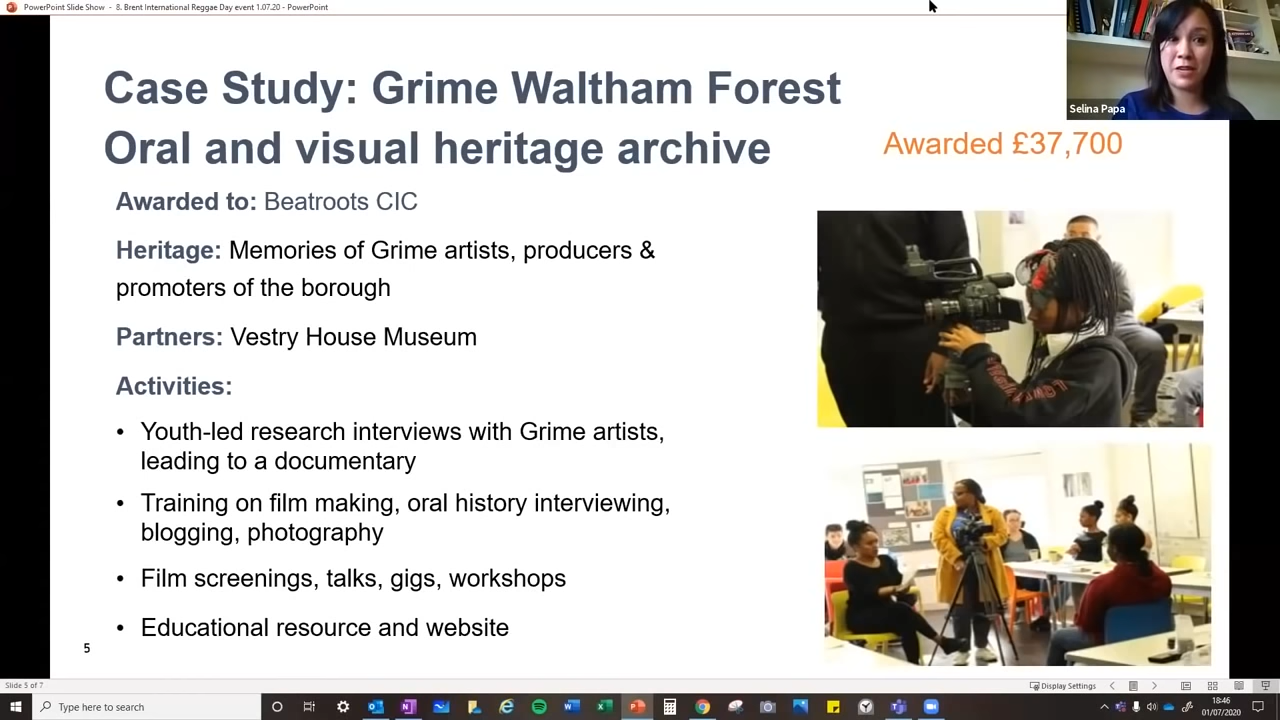 PowerPoint Slide Show - 8. Brent International Reggae Day event 1.07.20 - PowerPoint
Selina Papa
Case Study: Grime Waltham Forest
Oral and visual heritage archive
Awarded £37,700
Awarded to: Beatroots CIC
Heritage: Memories of Grime artists, producers &
promoters of the borough
Partners: Vestry House Museum
Activities:
• Youth-led research interviews with Grime artists,
leading to a documentary
• Training on film making, oral history interviewing,
blogging, photography
• Film screenings, talks, gigs, workshops
• Educational resource and website
5
Slide 5 of 7
Display Settings
Type here to search
18:46
01/07/2020